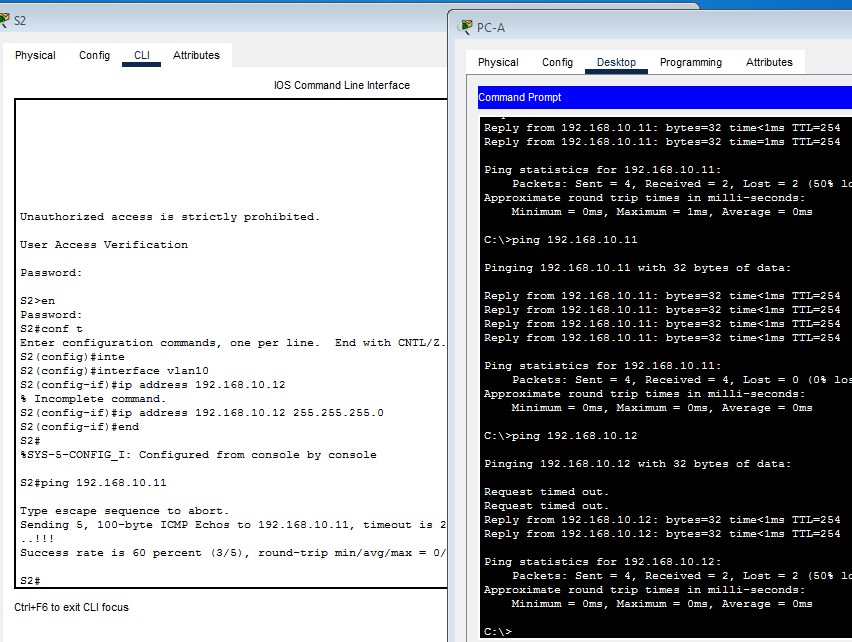 S2
Physical Config CLI Attributes
IOS Command Line Interface
Unauthorized access is strictly prohibited.
User Access Verification
Password:
S2>en
Password:
S2#conf t
Enter configuration commands, one per line.  End with CNTL/Z.
S2(config)#inte
S2(config)#interface vlan10
S2(config-if)#ip address 192.168.10.12
% Incomplete command.
S2(config-if)#ip address 192.168.10.12 255.255.255.0
S2(config-if)#end
S2#
%SYS-5-CONFIG_I: Configured from console by console
S2#ping 192.168.10.11
Type escape sequence to abort.
Sending 5, 100-byte ICMP Echos to 192.168.10.11, timeout is 2
..!!!
Success rate is 60 percent (3/5), round-trip min/avg/max = 0/
S2#
Ctrl+F6 to exit CLI focus
PC-A
Physical Config Desktop Programming Attributes
Command Prompt
Reply from 192.168.10.11: bytes=32 time<1ms TTL=254
Reply from 192.168.10.11: bytes=32 time=1ms TTL=254
Ping statistics for 192.168.10.11:
Packets: Sent = 4, Received = 2, Lost = 2 (50% lo
Approximate round trip times in milli-seconds:
Minimum = 0ms, Maximum = 1ms, Average = 0ms
C:\>ping 192.168.10.11
Pinging 192.168.10.11 with 32 bytes of data:
Reply from 192.168.10.11: bytes=32 time<1ms TTL=254
Reply from 192.168.10.11: bytes=32 time<1ms TTL=254
Reply from 192.168.10.11: bytes=32 time<1ms TTL=254
Reply from 192.168.10.11: bytes=32 time<1ms TTL=254
Ping statistics for 192.168.10.11:
Packets: Sent = 4, Received = 4, Lost = 0 (0% los
Approximate round trip times in milli-seconds:
Minimum = 0ms, Maximum = 0ms, Average = 0ms
C:\>ping 192.168.10.12
Pinging 192.168.10.12 with 32 bytes of data:
Request timed out.
Request timed out.
Reply from 192.168.10.12: bytes=32 time<1ms TTL=254
Reply from 192.168.10.12: bytes=32 time<1ms TTL=254
Ping statistics for 192.168.10.12:
Packets: Sent = 4, Received = 2, Lost = 2 (50% lo
Approximate round trip times in milli-seconds:
Minimum = 0ms, Maximum = 0ms, Average = 0ms
C:\>